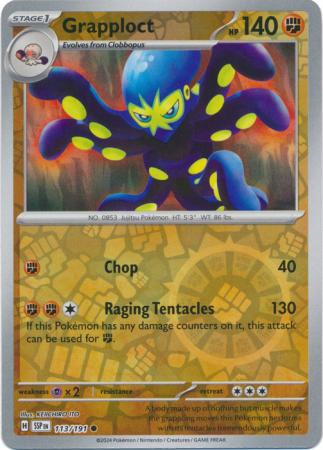 STAGE 1
Grapploct
HP 140
Evolves from Clobbopus
NO. 0853 Jujitsu Pokémon HT: 5'3" WT: 86 lbs.
Chop 40
Raging Tentacles 130
If this Pokémon has any damage counters on it, this attack
can be used for .
weakness x2 resistance retreat
Illus. KEIICHIRO ITO
H SSP EN 113/191
A body made up of nothing but muscle makes
the grappling moves this Pokémon performs with its
tentacles tremendously powerful.
©2024 Pokémon / Nintendo / Creatures / GAME FREAK